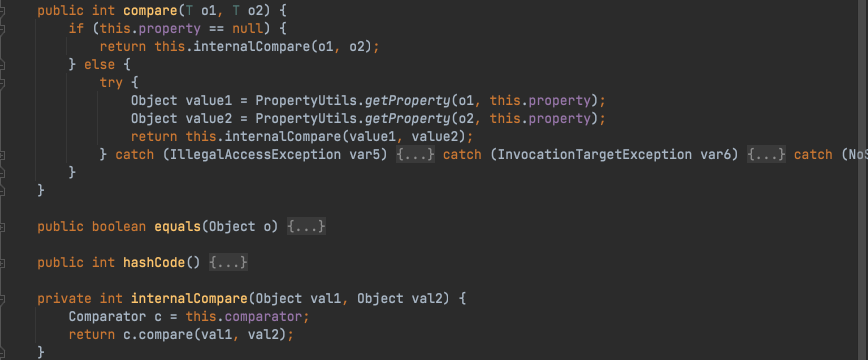 public int compare(T o1, T o2) {
if (this.property == null) {
return this.internalCompare(o1, o2);
} else {
try {
Object value1 = PropertyUtils.getProperty(o1, this.property);
Object value2 = PropertyUtils.getProperty(o2, this.property);
return this.internalCompare(value1, value2);
} catch (IllegalAccessException var5) {...} catch (InvocationTargetException var6) {...} catch (NoS
}
}
public boolean equals(Object o) {...}
public int hashCode() {...}
private int internalCompare(Object val1, Object val2) {
Comparator c = this.comparator;
return c.compare(val1, val2);
}